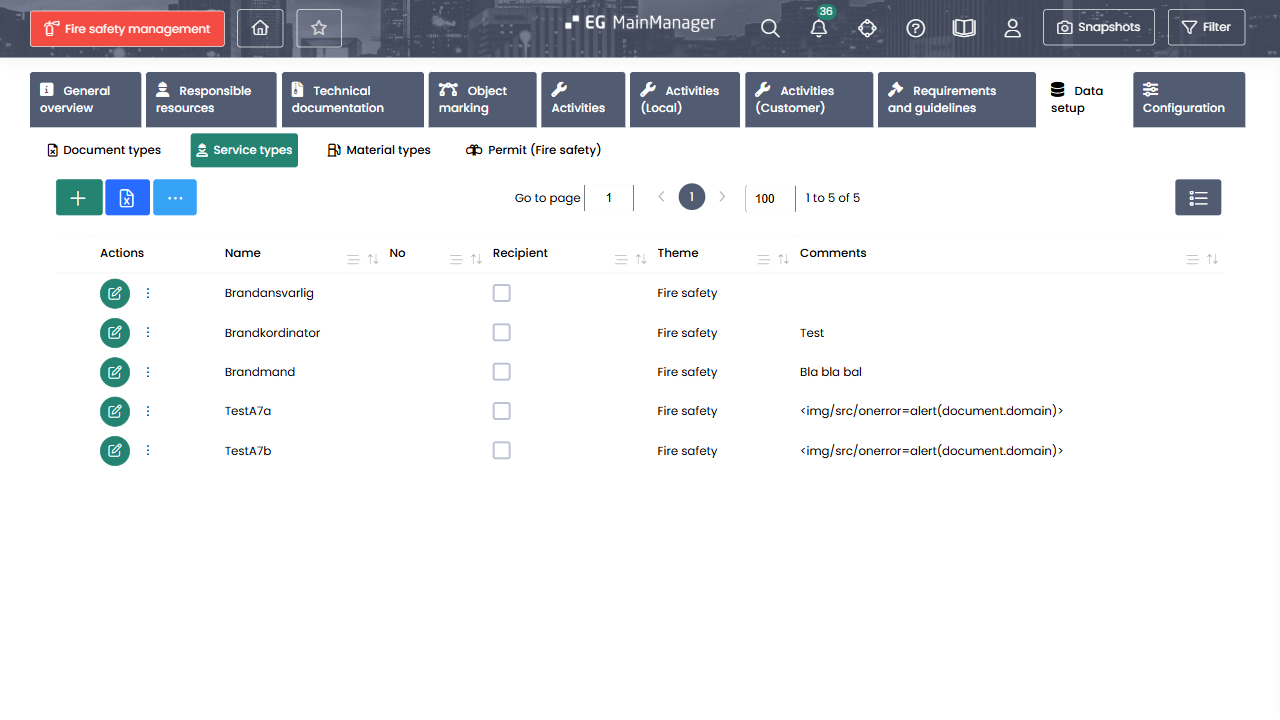 Fire safety management
EG MainManager
36
Snapshots
Filter
General overview
Responsible resources
Technical documentation
Object marking
Activities
Activities (Local)
Activities (Customer)
Requirements and guidelines
Data setup
Configuration
Document types
Service types
Material types
Permit (Fire safety)
Go to page 1
1
100
1 to 5 of 5
Actions Name No Recipient Theme Comments
Brandansvarlig Fire safety
Brandkordinator Fire safety Test
Brandmand Fire safety Bla bla bal
TestA7a Fire safety <img/src/onerror=alert(document.domain)>
TestA7b Fire safety <img/src/onerror=alert(document.domain)>